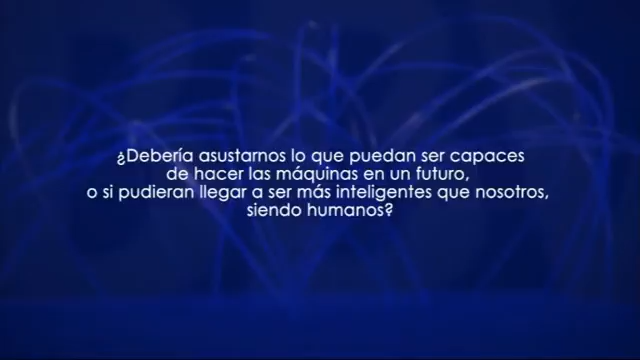 ¿Debería asustarnos lo que puedan ser capaces
de hacer las máquinas en un futuro,
o si pudieran llegar a ser más inteligentes que nosotros,
siendo humanos?